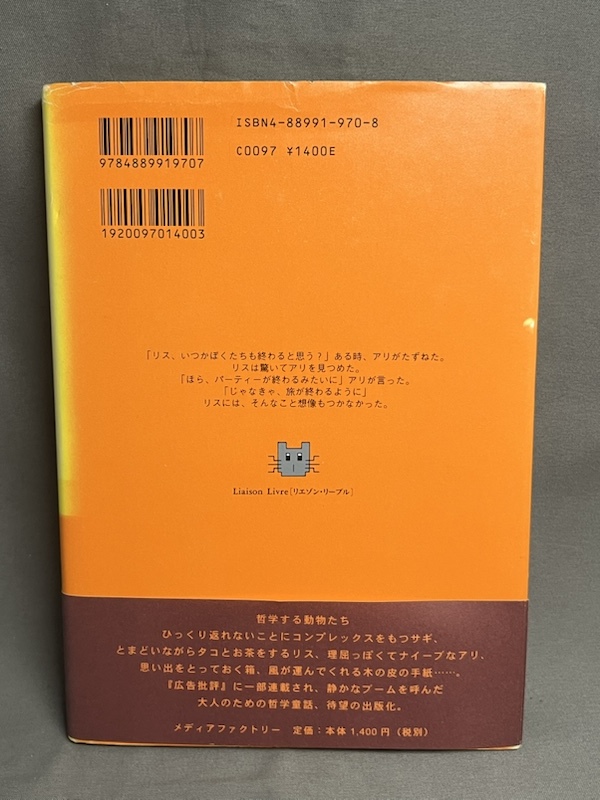 ISBN4-88991-970-8
9784889919707
C0097 ¥1400E
1920097014003
「リス、いつかぼくたちも終わると思う？」ある時、アリがたずねた。
リスは驚いてアリを見つめた。
「ほら、パーティーが終わるみたいに」アリが言った。
「じゃなきゃ、旅が終わるように」
リスには、そんなこと想像もつかなかった。
Liaison Livre［リエゾン・リーブル］
哲学する動物たち
ひっくり返れないことにコンプレックスをもつサギ、
とまどいながらタコとお茶をするリス、理屈っぽくてナイーブなアリ、
思い出をとっておく箱、風が運んでくれる木の皮の手紙……。
『広告批評』に一部連載され、静かなブームを呼んだ
大人のための哲学童話、待望の出版化。
メディアファクトリー 定価：本体1,400円（税別）